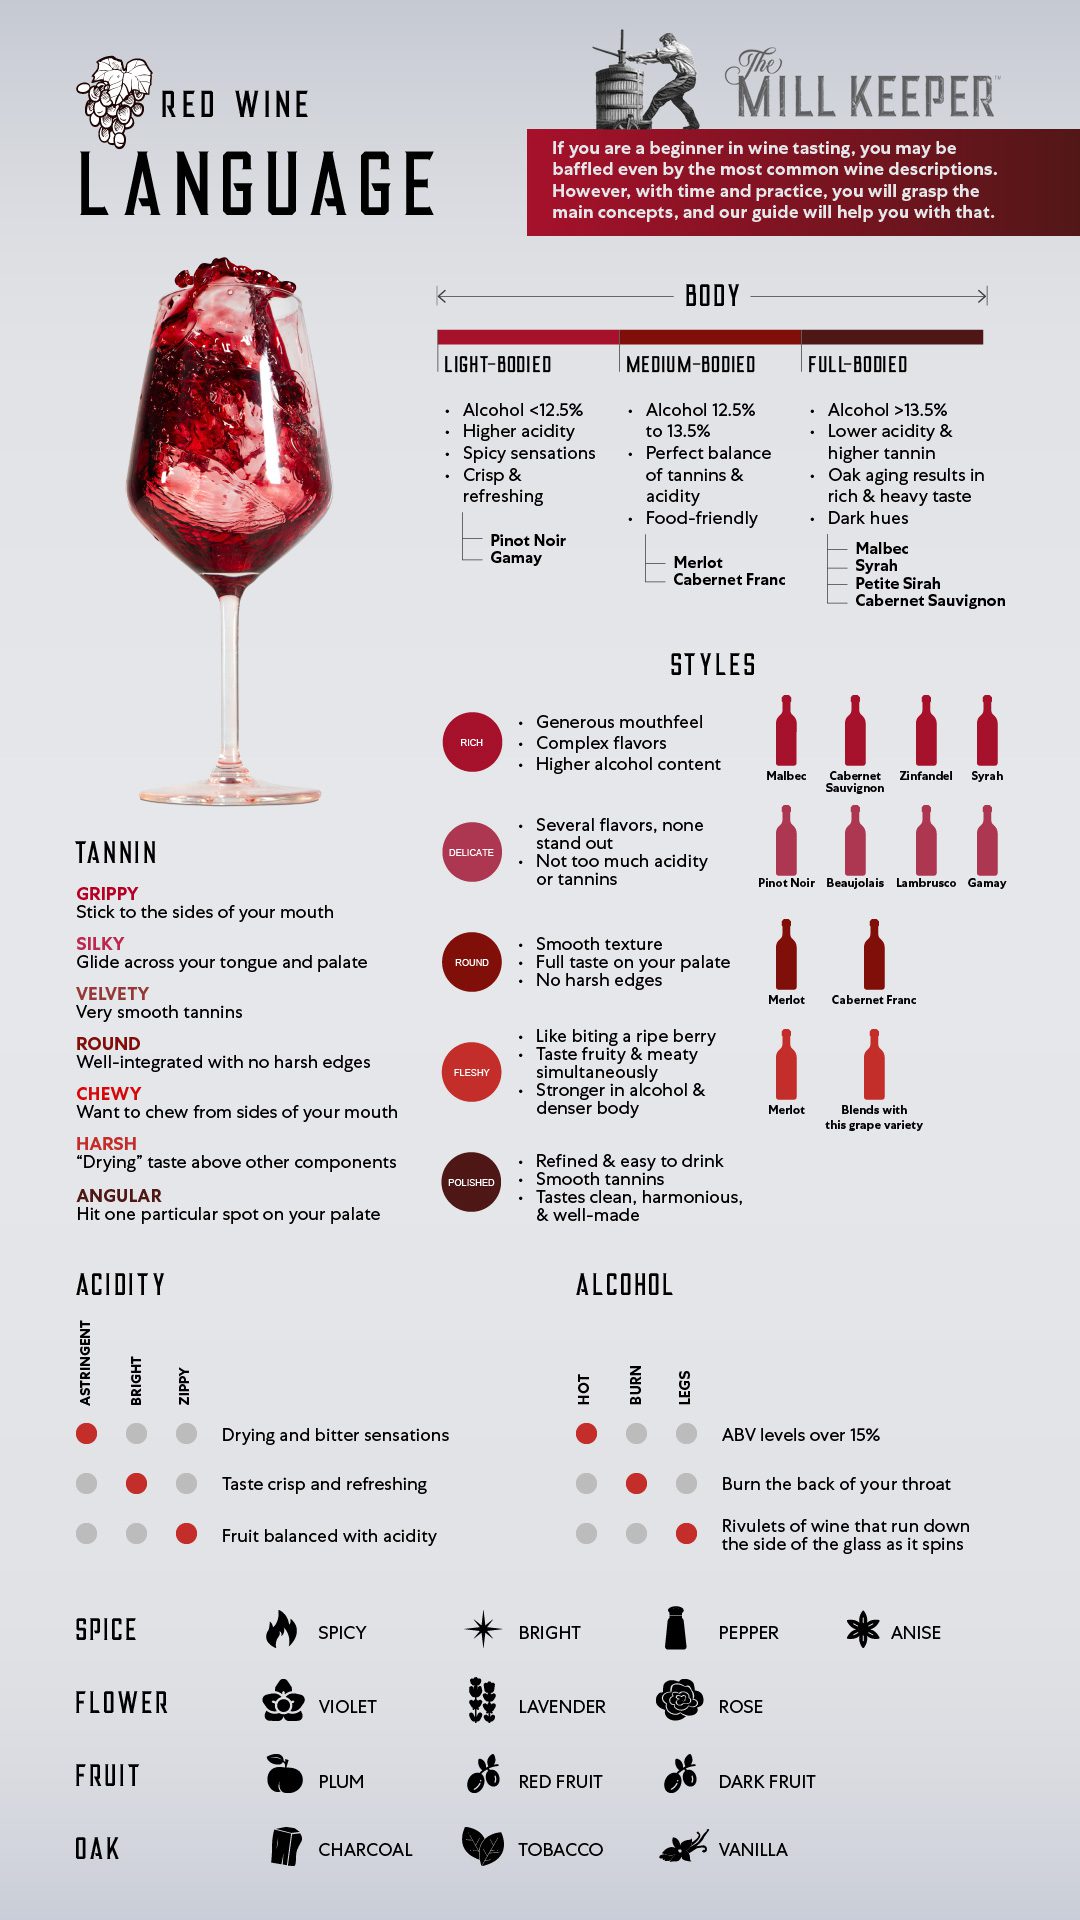 RED WINE
LANGUAGE
The
MILL KEEPER™
If you are a beginner in wine tasting, you may be
baffled even by the most common wine descriptions.
However, with time and practice, you will grasp the
main concepts, and our guide will help you with that.
BODY
LIGHT-BODIED
• Alcohol <12.5%
• Higher acidity
• Spicy sensations
• Crisp &
refreshing
Pinot Noir
Gamay
MEDIUM-BODIED
• Alcohol 12.5%
to 13.5%
• Perfect balance
of tannins &
acidity
• Food-friendly
Merlot
Cabernet Franc
FULL-BODIED
• Alcohol >13.5%
• Lower acidity &
higher tannin
• Oak aging results in
rich & heavy taste
• Dark hues
Malbec
Syrah
Petite Sirah
Cabernet Sauvignon
STYLES
RICH
• Generous mouthfeel
• Complex flavors
• Higher alcohol content
Malbec
Cabernet
Sauvignon
Zinfandel
Syrah
DELICATE
• Several flavors, none
stand out
• Not too much acidity
or tannins
Pinot Noir
Beaujolais
Lambrusco
Gamay
ROUND
• Smooth texture
• Full taste on your palate
• No harsh edges
Merlot
Cabernet Franc
FLESHY
• Like biting a ripe berry
• Taste fruity & meaty
simultaneously
• Stronger in alcohol &
denser body
Merlot
Blends with
this grape variety
POLISHED
• Refined & easy to drink
• Smooth tannins
• Tastes clean, harmonious,
& well-made
TANNIN
GRIPPY
Stick to the sides of your mouth
SILKY
Glide across your tongue and palate
VELVETY
Very smooth tannins
ROUND
Well-integrated with no harsh edges
CHEWY
Want to chew from sides of your mouth
HARSH
“Drying” taste above other components
ANGULAR
Hit one particular spot on your palate
ACIDITY
ASTRINGENT
BRIGHT
ZIPPY
Drying and bitter sensations
Taste crisp and refreshing
Fruit balanced with acidity
ALCOHOL
HOT
BURN
LEGS
ABV levels over 15%
Burn the back of your throat
Rivulets of wine that run down
the side of the glass as it spins
SPICE
SPICY
BRIGHT
PEPPER
ANISE
FLOWER
VIOLET
LAVENDER
ROSE
FRUIT
PLUM
RED FRUIT
DARK FRUIT
OAK
CHARCOAL
TOBACCO
VANILLA